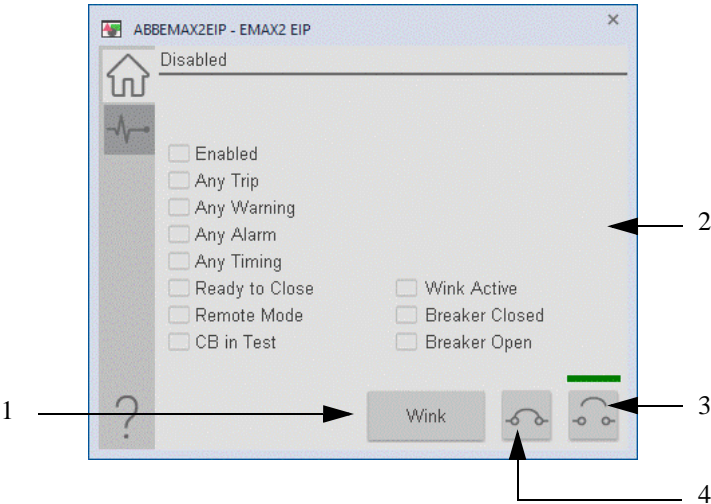 ABBEMAX2EIP - EMAX2 EIP
Disabled
Enabled
Any Trip
Any Warning
2
Any Alarm
Any Timing
Ready to Close Wink Active
Remote Mode Breaker Closed
CB in Test Breaker Open
1 ? Wink 3
4